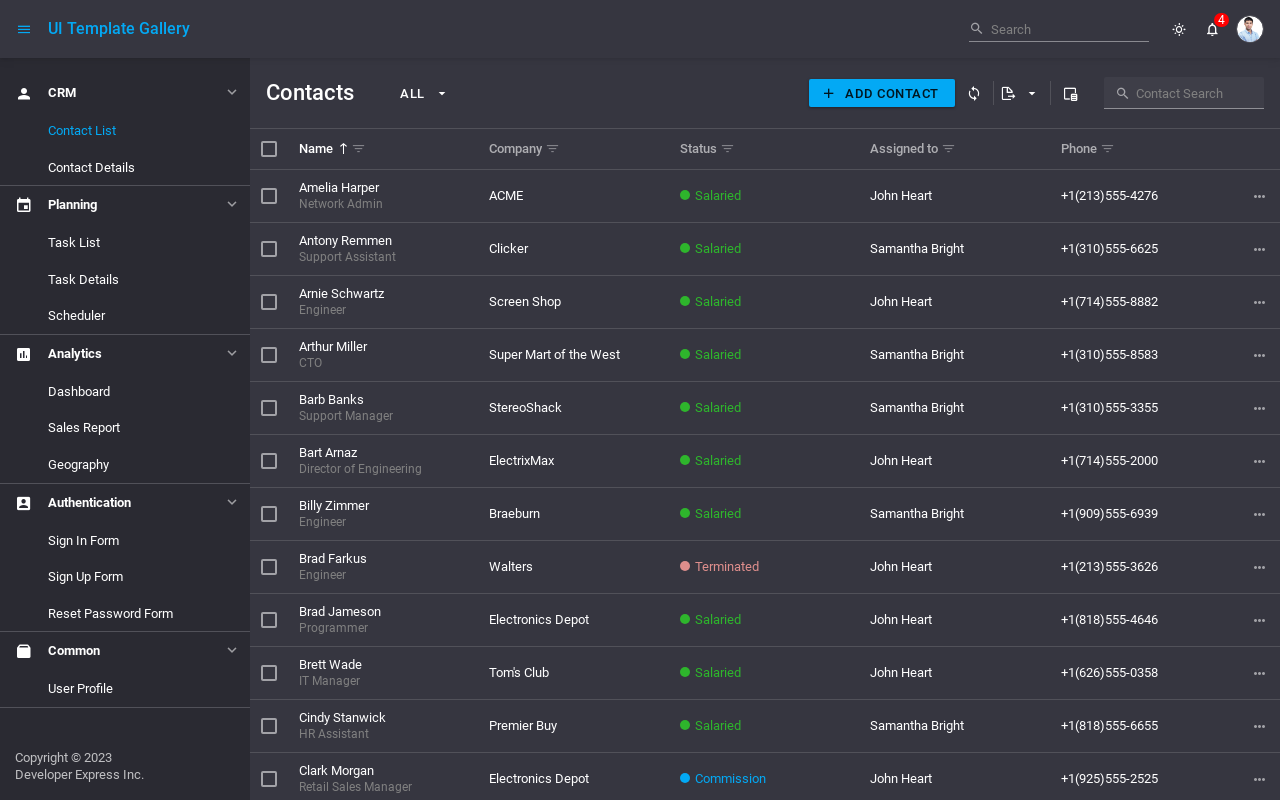 UI Template Gallery
Search
4
CRM
Contact List
Contact Details
Planning
Task List
Task Details
Scheduler
Analytics
Dashboard
Sales Report
Geography
Authentication
Sign In Form
Sign Up Form
Reset Password Form
Common
User Profile
Copyright © 2023
Developer Express Inc.
Contacts ALL ADD CONTACT Contact Search
Name Company Status Assigned to Phone
Amelia Harper
Network Admin
ACME Salaried John Heart +1(213)555-4276
Antony Remmen
Support Assistant
Clicker Salaried Samantha Bright +1(310)555-6625
Arnie Schwartz
Engineer
Screen Shop Salaried John Heart +1(714)555-8882
Arthur Miller
CTO
Super Mart of the West Salaried Samantha Bright +1(310)555-8583
Barb Banks
Support Manager
StereoShack Salaried Samantha Bright +1(310)555-3355
Bart Arnaz
Director of Engineering
ElectrixMax Salaried John Heart +1(714)555-2000
Billy Zimmer
Engineer
Braeburn Salaried Samantha Bright +1(909)555-6939
Brad Farkus
Engineer
Walters Terminated John Heart +1(213)555-3626
Brad Jameson
Programmer
Electronics Depot Salaried John Heart +1(818)555-4646
Brett Wade
IT Manager
Tom's Club Salaried John Heart +1(626)555-0358
Cindy Stanwick
HR Assistant
Premier Buy Salaried Samantha Bright +1(818)555-6655
Clark Morgan
Retail Sales Manager
Electronics Depot Commission John Heart +1(925)555-2525